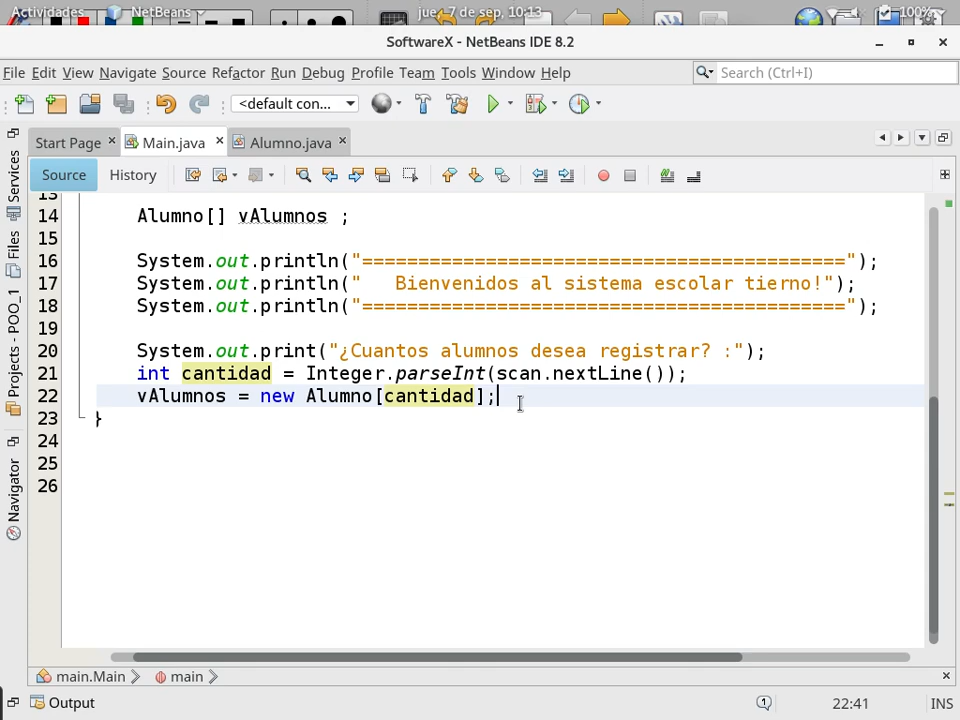 Actividades NetBeans jue 7 de sep, 10:13 100%
SoftwareX - NetBeans IDE 8.2
File Edit View Navigate Source Refactor Run Debug Profile Team Tools Window Help Search (Ctrl+I)
<default con...
Start Page Main.java Alumno.java
Source History
Services
Files
Projects - POO_1
Navigator
13
14 Alumno[] vAlumnos ;
15
16 System.out.println("===========================================");
17 System.out.println("   Bienvenidos al sistema escolar tierno!");
18 System.out.println("===========================================");
19
20 System.out.print("¿Cuantos alumnos desea registrar? :");
21 int cantidad = Integer.parseInt(scan.nextLine());
22 vAlumnos = new Alumno[cantidad];
23 }
24
25
26
main.Main main
Output 1 22:41 INS